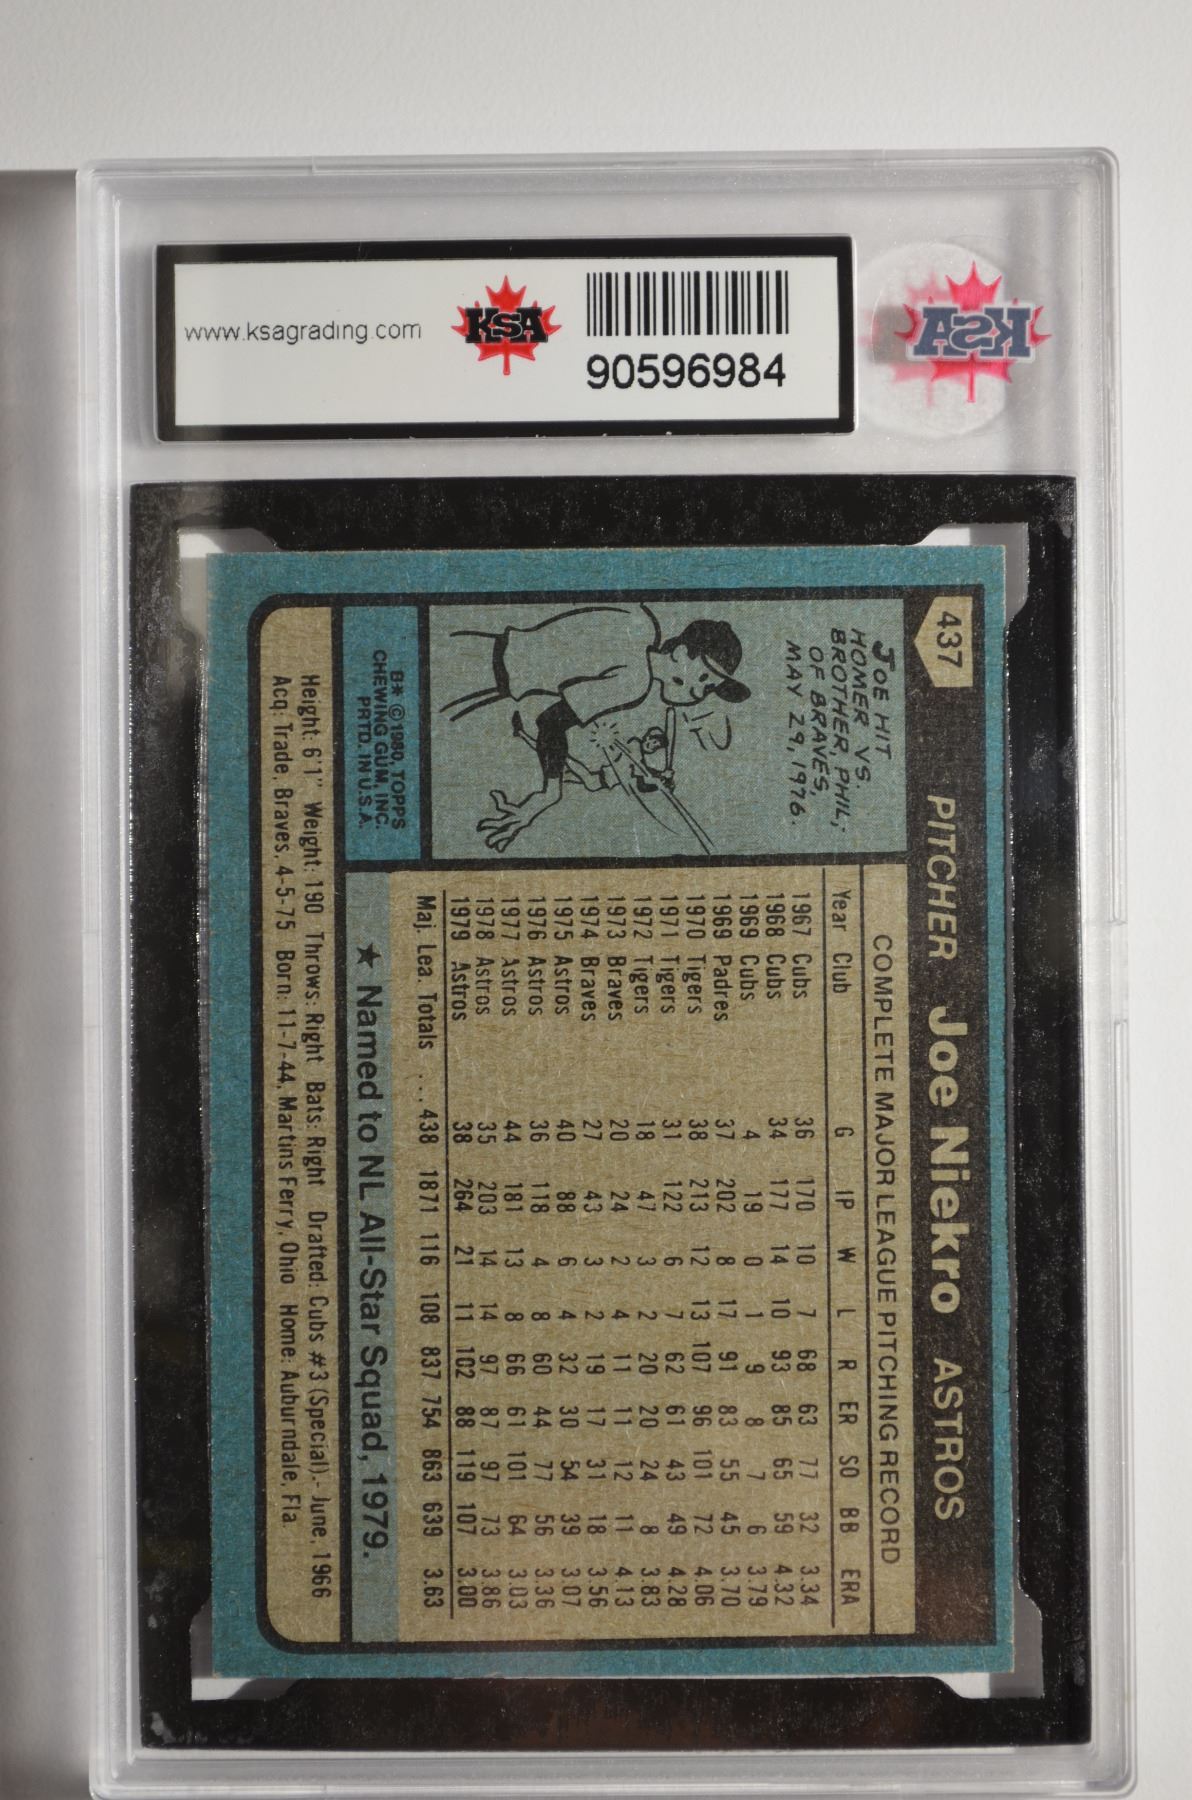 www.ksagrading.com
KSA
90596984
KSA
437
PITCHER Joe Niekro ASTROS
JOE HIT
HOMER VS.
BROTHER, PHIL,
OF BRAVES,
MAY 29, 1976.
B* ©1980, TOPPS
CHEWING GUM, INC.
PRTD. IN U.S.A.
COMPLETE MAJOR LEAGUE PITCHING RECORD
Year Club G IP W L R ER SO BB ERA
1967 Cubs 36 170 10 7 68 63 77 32 3.34
1968 Cubs 34 177 14 10 93 85 65 59 4.32
1969 Cubs 4 19 0 1 9 8 7 6 3.79
1969 Padres 37 202 8 17 91 83 55 45 3.70
1970 Tigers 38 213 12 13 107 96 101 72 4.06
1971 Tigers 31 122 6 7 62 61 43 49 4.28
1972 Tigers 18 47 3 2 20 20 24 8 3.83
1973 Braves 20 24 2 4 11 11 12 11 4.13
1974 Braves 27 43 3 2 19 17 31 18 3.56
1975 Astros 40 88 6 4 32 30 54 39 3.07
1976 Astros 36 118 4 8 60 44 77 56 3.36
1977 Astros 44 181 13 8 66 61 101 64 3.03
1978 Astros 35 203 14 14 97 87 97 73 3.86
1979 Astros 38 264 21 11 102 88 119 107 3.00
Maj. Lea. Totals ... 438 1871 116 108 837 754 863 639 3.63
★ Named to NL All-Star Squad, 1979.
Height: 6'1" Weight: 190 Throws: Right Bats: Right Drafted: Cubs #3 (Special)-June, 1966
Acq: Trade, Braves, 4-5-75 Born: 11-7-44, Martins Ferry, Ohio Home: Auburndale, Fla.